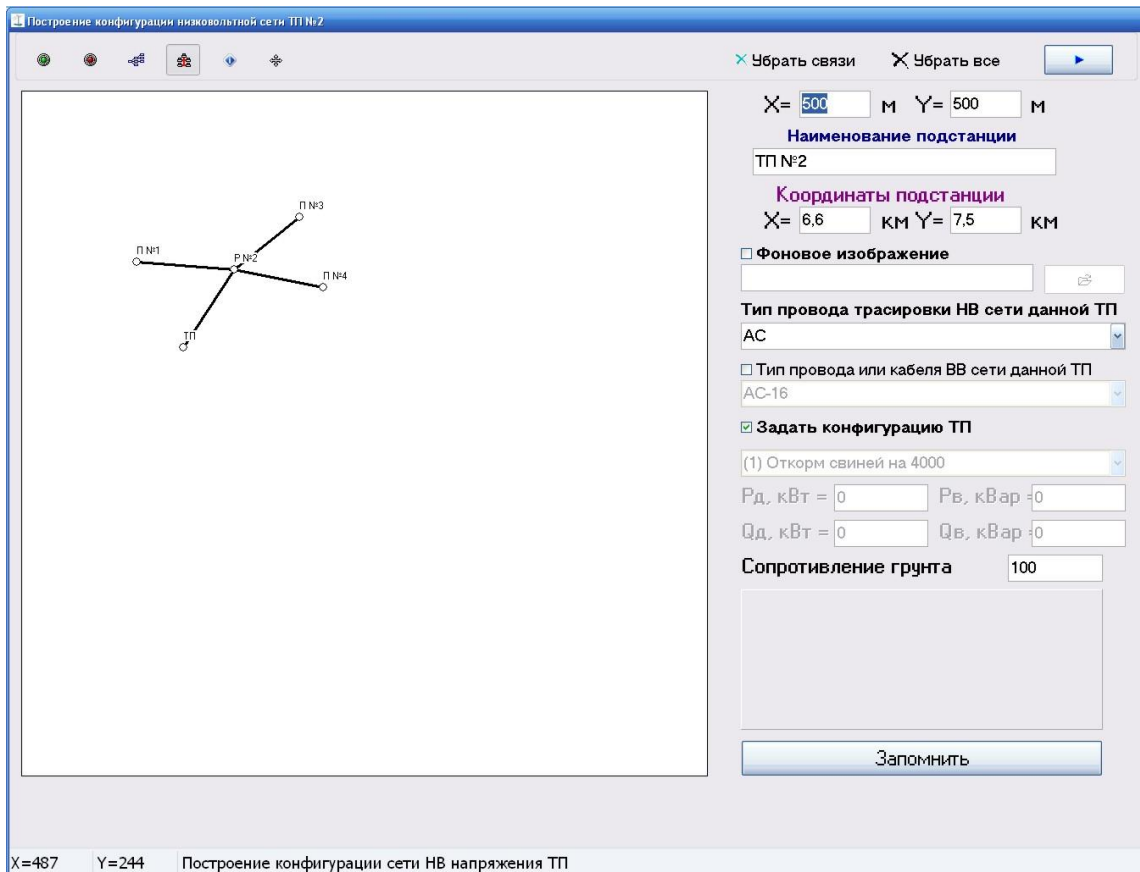 Построение конфигурации низковольтной сети ТП №2
Убрать связи Убрать все
X= 500 м Y= 500 м
Наименование подстанции
ТП №2
Координаты подстанции
X= 6,6 км Y= 7,5 км
Фоновое изображение
Тип провода трасировки НВ сети данной ТП
АС
Тип провода или кабеля ВВ сети данной ТП
АС-16
Задать конфигурацию ТП
(1) Откорм свиней на 4000
Рд, кВт = 0 Рв, кВар = 0
Qд, кВт = 0 Qв, кВар = 0
Сопротивление грунта 100
Запомнить
П №3
П №1
Р №2
П №4
ТП
X=487 Y=244 Построение конфигурации сети НВ напряжения ТП